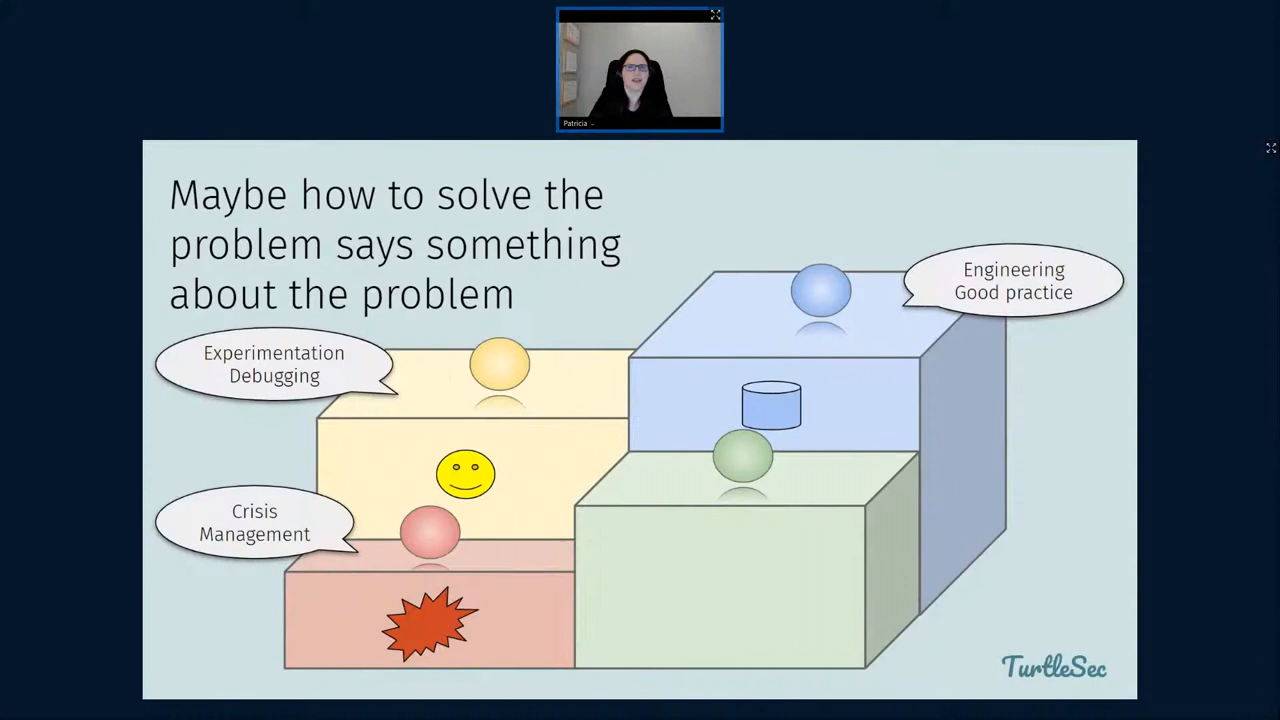 Patricia
Maybe how to solve the
problem says something
about the problem
Engineering
Good practice
Experimentation
Debugging
Crisis
Management
TurtleSec